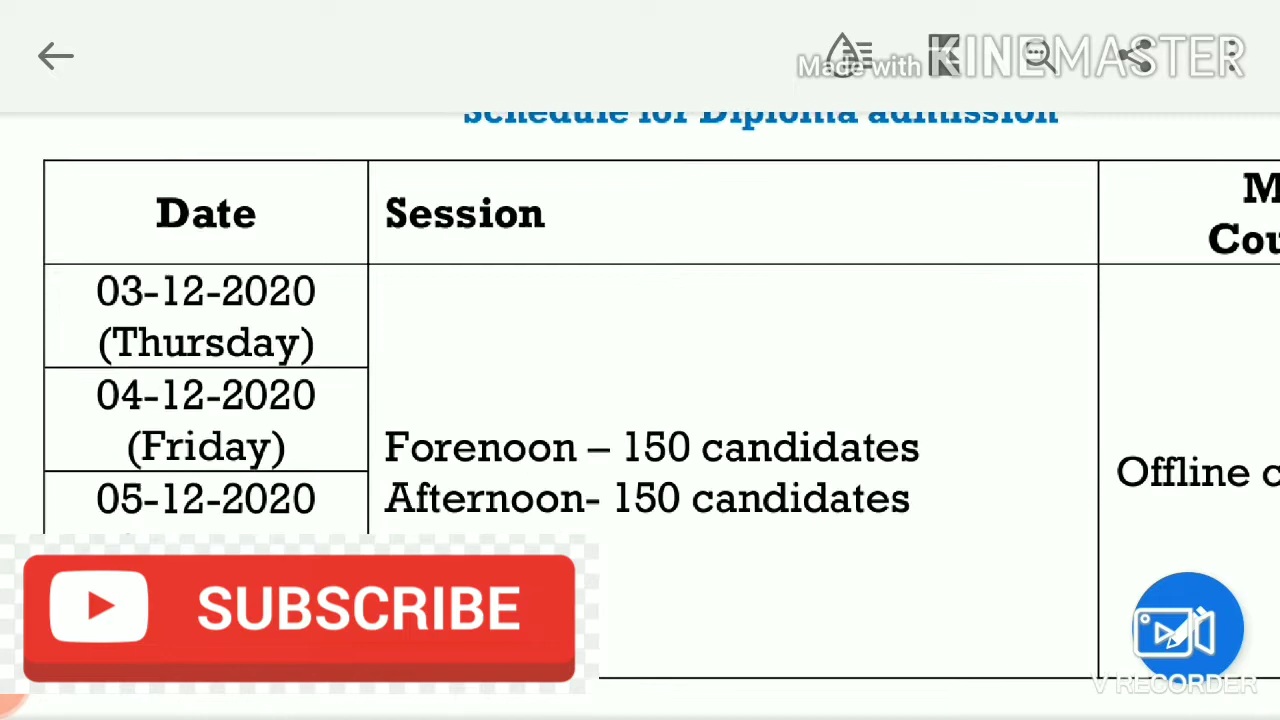 Made with KINEMASTER
Schedule for Diploma admission
Date
Session
03-12-2020
(Thursday)
04-12-2020
(Friday)
05-12-2020
Forenoon – 150 candidates
Afternoon- 150 candidates
Offline
SUBSCRIBE
V RECORDER